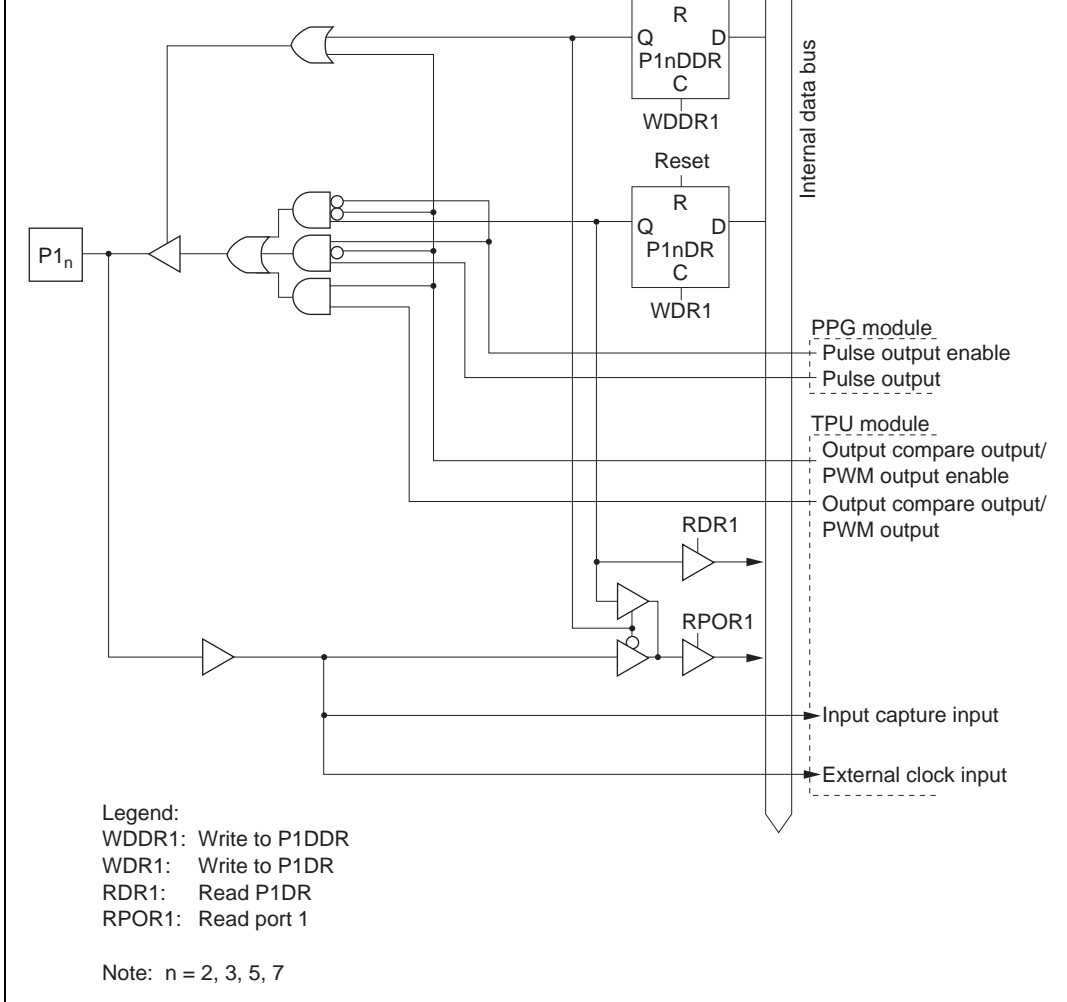 R
Q D
P1nDDR
C
WDDR1
Internal data bus
Reset
R
Q D
P1nDR
C
WDR1
P1n
PPG module
Pulse output enable
Pulse output
TPU module
Output compare output/
PWM output enable
Output compare output/
PWM output
RDR1
RPOR1
Input capture input
External clock input
Legend:
WDDR1: Write to P1DDR
WDR1: Write to P1DR
RDR1: Read P1DR
RPOR1: Read port 1
Note: n = 2, 3, 5, 7